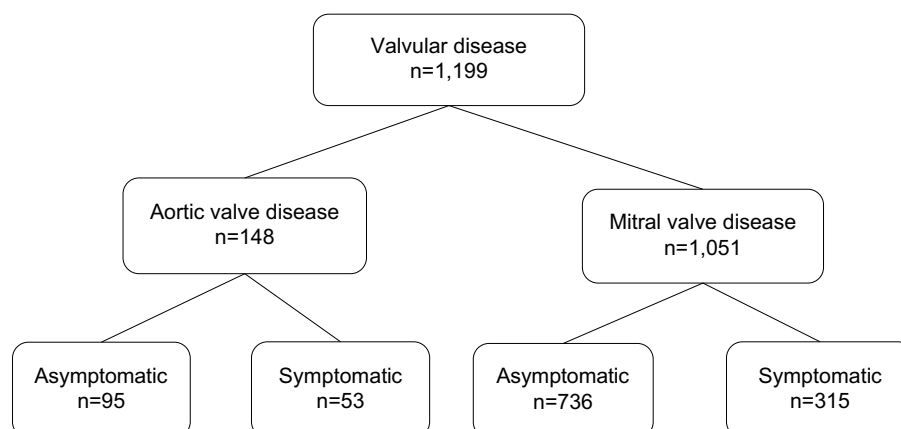 Valvular disease
n=1,199
Aortic valve disease
n=148
Mitral valve disease
n=1,051
Asymptomatic
n=95
Symptomatic
n=53
Asymptomatic
n=736
Symptomatic
n=315